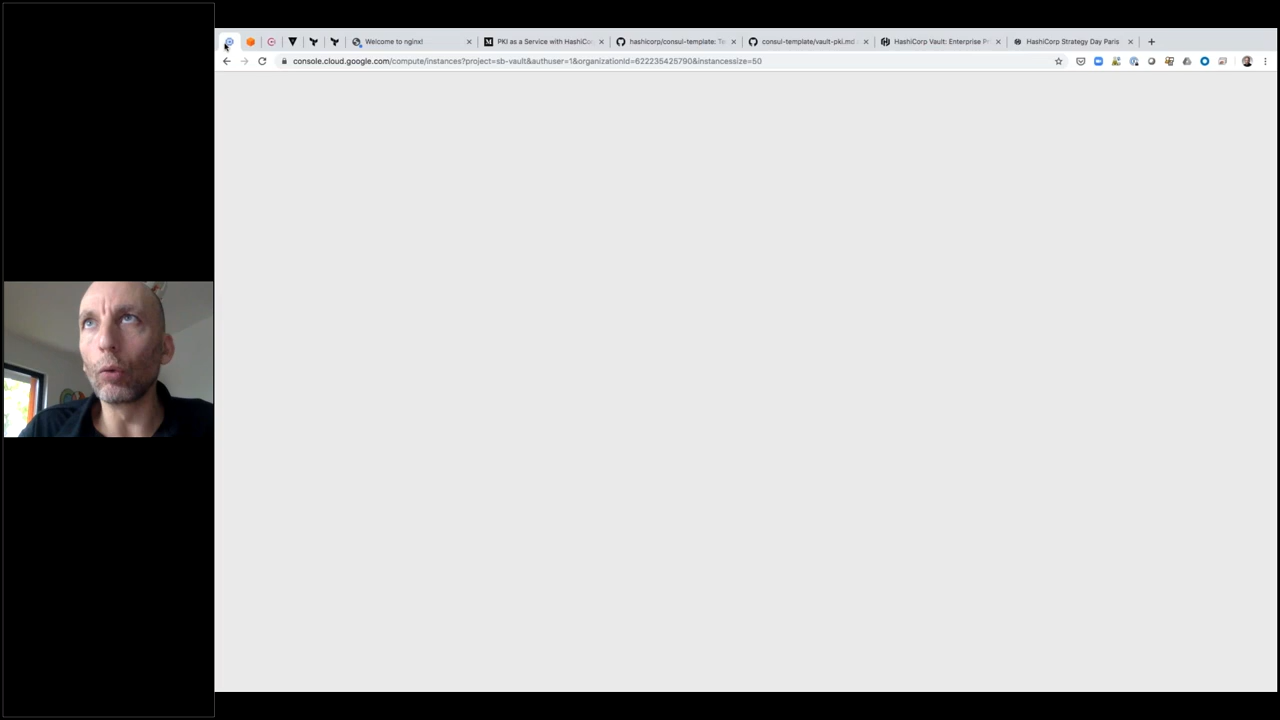 Welcome to nginx!
PKI as a Service with HashiCo
hashicorp/consul-template: Te
consul-template/vault-pki.md
HashiCorp Vault: Enterprise Pr
HashiCorp Strategy Day Paris
console.cloud.google.com/compute/instances?project=sb-vault&authuser=1&organizationId=622235425790&instancessize=50